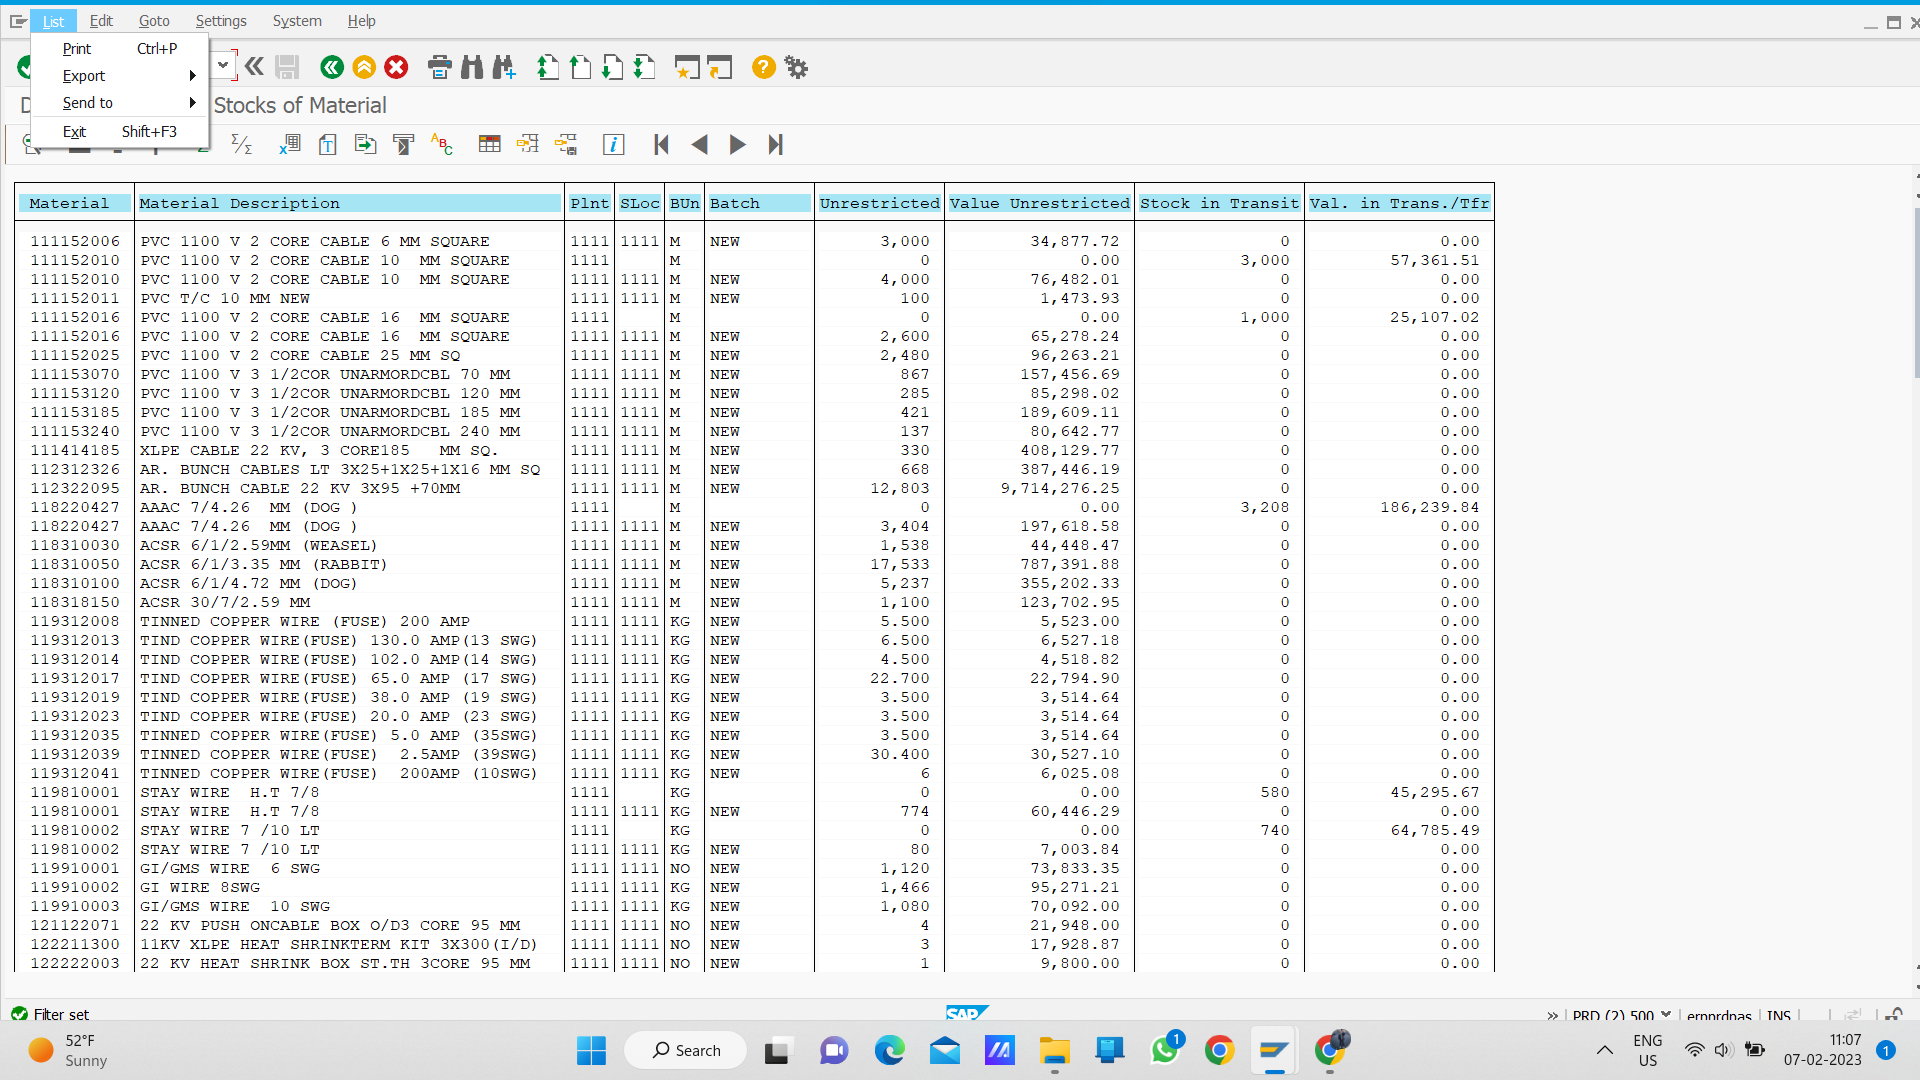 List Edit Goto Settings System Help
Print Ctrl+P
Export
Send to
Exit Shift+F3
Stocks of Material
Material Material Description Plnt SLoc BUn Batch Unrestricted Value Unrestricted Stock in Transit Val. in Trans./Tfr
111152006 PVC 1100 V 2 CORE CABLE 6 MM SQUARE 1111 1111 M NEW 3,000 34,877.72 0 0.00
111152010 PVC 1100 V 2 CORE CABLE 10 MM SQUARE 1111 M 0 0.00 3,000 57,361.51
111152010 PVC 1100 V 2 CORE CABLE 10 MM SQUARE 1111 1111 M NEW 4,000 76,482.01 0 0.00
111152011 PVC T/C 10 MM NEW 1111 1111 M NEW 100 1,473.93 0 0.00
111152016 PVC 1100 V 2 CORE CABLE 16 MM SQUARE 1111 M 0 0.00 1,000 25,107.02
111152016 PVC 1100 V 2 CORE CABLE 16 MM SQUARE 1111 1111 M NEW 2,600 65,278.24 0 0.00
111152025 PVC 1100 V 2 CORE CABLE 25 MM SQ 1111 1111 M NEW 2,480 96,263.21 0 0.00
111153070 PVC 1100 V 3 1/2COR UNARMORDCBL 70 MM 1111 1111 M NEW 867 157,456.69 0 0.00
111153120 PVC 1100 V 3 1/2COR UNARMORDCBL 120 MM 1111 1111 M NEW 285 85,298.02 0 0.00
111153185 PVC 1100 V 3 1/2COR UNARMORDCBL 185 MM 1111 1111 M NEW 421 189,609.11 0 0.00
111153240 PVC 1100 V 3 1/2COR UNARMORDCBL 240 MM 1111 1111 M NEW 137 80,642.77 0 0.00
111414185 XLPE CABLE 22 KV, 3 CORE185 MM SQ. 1111 1111 M NEW 330 408,129.77 0 0.00
112312326 AR. BUNCH CABLES LT 3X25+1X25+1X16 MM SQ 1111 1111 M NEW 668 387,446.19 0 0.00
112322095 AR. BUNCH CABLE 22 KV 3X95 +70MM 1111 1111 M NEW 12,803 9,714,276.25 0 0.00
118220427 AAAC 7/4.26 MM (DOG ) 1111 M 0 0.00 3,208 186,239.84
118220427 AAAC 7/4.26 MM (DOG ) 1111 1111 M NEW 3,404 197,618.58 0 0.00
118310030 ACSR 6/1/2.59MM (WEASEL) 1111 1111 M NEW 1,538 44,448.47 0 0.00
118310050 ACSR 6/1/3.35 MM (RABBIT) 1111 1111 M NEW 17,533 787,391.88 0 0.00
118310100 ACSR 6/1/4.72 MM (DOG) 1111 1111 M NEW 5,237 355,202.33 0 0.00
118318150 ACSR 30/7/2.59 MM 1111 1111 M NEW 1,100 123,702.95 0 0.00
119312008 TINNED COPPER WIRE (FUSE) 200 AMP 1111 1111 KG NEW 5.500 5,523.00 0 0.00
119312013 TIND COPPER WIRE(FUSE) 130.0 AMP(13 SWG) 1111 1111 KG NEW 6.500 6,527.18 0 0.00
119312014 TIND COPPER WIRE(FUSE) 102.0 AMP(14 SWG) 1111 1111 KG NEW 4.500 4,518.82 0 0.00
119312017 TIND COPPER WIRE(FUSE) 65.0 AMP (17 SWG) 1111 1111 KG NEW 22.700 22,794.90 0 0.00
119312019 TIND COPPER WIRE(FUSE) 38.0 AMP (19 SWG) 1111 1111 KG NEW 3.500 3,514.64 0 0.00
119312023 TIND COPPER WIRE(FUSE) 20.0 AMP (23 SWG) 1111 1111 KG NEW 3.500 3,514.64 0 0.00
119312035 TINNED COPPER WIRE(FUSE) 5.0 AMP (35SWG) 1111 1111 KG NEW 3.500 3,514.64 0 0.00
119312039 TINNED COPPER WIRE(FUSE) 2.5AMP (39SWG) 1111 1111 KG NEW 30.400 30,527.10 0 0.00
119312041 TINNED COPPER WIRE(FUSE) 200AMP (10SWG) 1111 1111 KG NEW 6 6,025.08 0 0.00
119810001 STAY WIRE H.T 7/8 1111 KG 0 0.00 580 45,295.67
119810001 STAY WIRE H.T 7/8 1111 1111 KG NEW 774 60,446.29 0 0.00
119810002 STAY WIRE 7 /10 LT 1111 KG 0 0.00 740 64,785.49
119810002 STAY WIRE 7 /10 LT 1111 1111 KG NEW 80 7,003.84 0 0.00
119910001 GI/GMS WIRE 6 SWG 1111 1111 NO NEW 1,120 73,833.35 0 0.00
119910002 GI WIRE 8SWG 1111 1111 KG NEW 1,466 95,271.21 0 0.00
119910003 GI/GMS WIRE 10 SWG 1111 1111 KG NEW 1,080 70,092.00 0 0.00
121122071 22 KV PUSH ONCABLE BOX O/D3 CORE 95 MM 1111 1111 NO NEW 4 21,948.00 0 0.00
122211300 11KV XLPE HEAT SHRINKTERM KIT 3X300(I/D) 1111 1111 NO NEW 3 17,928.87 0 0.00
122222003 22 KV HEAT SHRINK BOX ST.TH 3CORE 95 MM 1111 1111 NO NEW 1 9,800.00 0 0.00
Filter set SAP PRD (2) 500 erpprdpas INS
52°F
Sunny
Search
1
ENG
US
11:07
07-02-2023
1